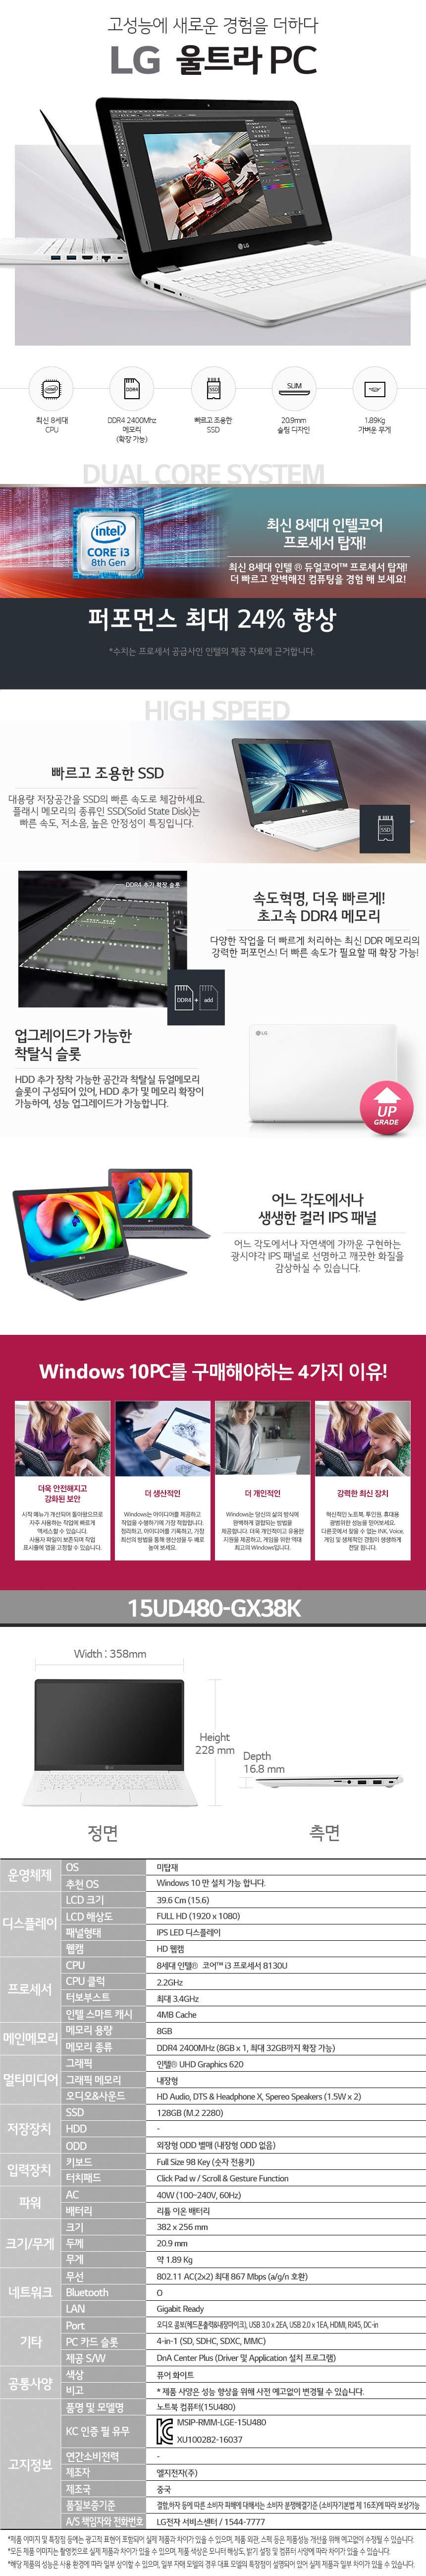 고성능에 새로운 경험을 더하다
LG 울트라 PC
최신 8세대
CPU
DDR4 2400Mhz
메모리
(확장 가능)
빠르고 조용한
SSD
SLIM
20.9mm
슬림 디자인
1.89Kg
가벼운 무게
DUAL CORE SYSTEM
intel
CORE i3
8th Gen
최신 8세대 인텔코어
프로세서 탑재!
최신 8세대 인텔 ® 듀얼코어™ 프로세서 탑재!
더 빠르고 완벽해진 컴퓨팅을 경험 해 보세요!
퍼포먼스 최대 24% 향상
*수치는 프로세서 공급사인 인텔의 제공 자료에 근거합니다.
HIGH SPEED
빠르고 조용한 SSD
대용량 저장공간을 SSD의 빠른 속도로 체감하세요.
플래시 메모리의 종류인 SSD(Solid State Disk)는
빠른 속도, 저소음, 높은 안정성이 특징입니다.
SSD
DDR4 추가 확장 슬롯
DDR4 + add
속도혁명, 더욱 빠르게!
초고속 DDR4 메모리
다양한 작업을 더 빠르게 처리하는 최신 DDR 메모리의
강력한 퍼포먼스! 더 빠른 속도가 필요할 때 확장 가능!
업그레이드가 가능한
착탈식 슬롯
HDD 추가 장착 가능한 공간과 착탈실 듀얼메모리
슬롯이 구성되어 있어, HDD 추가 및 메모리 확장이
가능하여, 성능 업그레이드가 가능합니다.
LG
UP
GRADE
어느 각도에서나
생생한 컬러 IPS 패널
어느 각도에서나 자연색에 가까운 구현하는
광시야각 IPS 패널로 선명하고 깨끗한 화질을
감상하실 수 있습니다.
Windows 10PC를 구매해야하는 4가지 이유!
더욱 안전해지고
강화된 보안
시작 메뉴가 개선되어 돌아왔으므로
자주 사용하는 작업에 빠르게
엑세스할 수 있습니다.
사용자 파일이 보존되며 작업
표시줄에 앱을 고정할 수 있습니다.
더 생산적인
Windows는 아이디어를 제공하고
작업을 수행하기에 가장 적합합니다.
정리하고, 아이디어를 기록하고, 가장
최선의 방법을 통해 생산성을 두 배로
높여 보세요.
더 개인적인
Windows는 당신의 삶의 방식에
완벽하게 결합되는 방법을
제공합니다. 더욱 개인적이고 유용한
지원을 제공하고, 게임을 위한 역대
최고의 Windows입니다.
강력한 최신 장치
혁신적인 노트북, 투인원, 휴대용
광범위한 성능을 믿어보세요.
다른곳에서 찾을 수 없는 INK, Voice,
게임 및 생체적인 경험이 생생하게
전달 됩니다.
15UD480-GX38K
Width : 358mm
Height
228 mm
Depth
16.8 mm
정면
측면
운영체제
OS 미탑재
추천 OS Windows 10 만 설치 가능 합니다.
디스플레이
LCD 크기 39.6 Cm (15.6)
LCD 해상도 FULL HD (1920 x 1080)
패널형태 IPS LED 디스플레이
웹캠 HD 웹캠
프로세서
CPU 8세대 인텔® 코어™ i3 프로세서 8130U
CPU 클럭 2.2GHz
터보부스트 최대 3.4GHz
인텔 스마트 캐시 4MB Cache
메인메모리
메모리 용량 8GB
메모리 종류 DDR4 2400MHz (8GB x 1, 최대 32GB까지 확장 가능)
멀티미디어
그래픽 인텔® UHD Graphics 620
그래픽 메모리 내장형
오디오&사운드 HD Audio, DTS & Headphone X, Spereo Speakers (1.5W x 2)
저장장치
SSD 128GB (M.2 2280)
HDD -
ODD 외장형 ODD 별매 (내장형 ODD 없음)
입력장치
키보드 Full Size 98 Key (숫자 전용키)
터치패드 Click Pad w / Scroll & Gesture Function
파워
AC 40W (100~240V, 60Hz)
배터리 리튬 이온 배터리
크기/무게
크기 382 x 256 mm
두께 20.9 mm
무게 약 1.89 Kg
네트워크
무선 802.11 AC(2x2) 최대 867 Mbps (a/g/n 호환)
Bluetooth O
LAN Gigabit Ready
기타
Port 오디오 콤보(헤드폰출력&내장마이크), USB 3.0 x 2EA, USB 2.0 x 1EA, HDMI, RJ45, DC-in
PC 카드 슬롯 4-in-1 (SD, SDHC, SDXC, MMC)
제공 S/W DnA Center Plus (Driver 및 Application 설치 프로그램)
공통사양
색상 퓨어 화이트
비고 * 제품 사양은 성능 향상을 위해 사전 예고없이 변경될 수 있습니다.
고지정보
품명 및 모델명 노트북 컴퓨터(15U480)
KC 인증 필 유무 MSIP-RMM-LGE-15U480
XU100282-16037
연간소비전력 -
제조자 엘지전자(주)
제조국 중국
품질보증기준 결함,하자 등에 따른 소비자 피해에 대해서는 소비자 분쟁해결기준 (소비자기본법 제 16조)에 따라 보상가능
A/S 책임자와 전화번호 LG전자 서비스센터 / 1544-7777
*제품 이미지 및 특장점 등에는 광고적 표현이 포함되어 실제 제품과 차이가 있을 수 있으며, 제품 외관, 스펙 등은 제품성능 개선을 위해 예고없이 수정될 수 있습니다.
*모든 제품 이미지는 촬영컷으로 실제 제품과 차이가 있을 수 있으며, 제품 색상은 모니터 해상도, 밝기 설정 및 컴퓨터 사양에 따라 차이가 있을 수 있습니다.
*해당 제품의 성능은 사용 환경에 따라 일부 상이할 수 있으며, 일부 자매 모델의 경우 대표 모델의 특장점이 설명되어 있어 실제 제품과 일부 차이가 있을 수 있습니다.